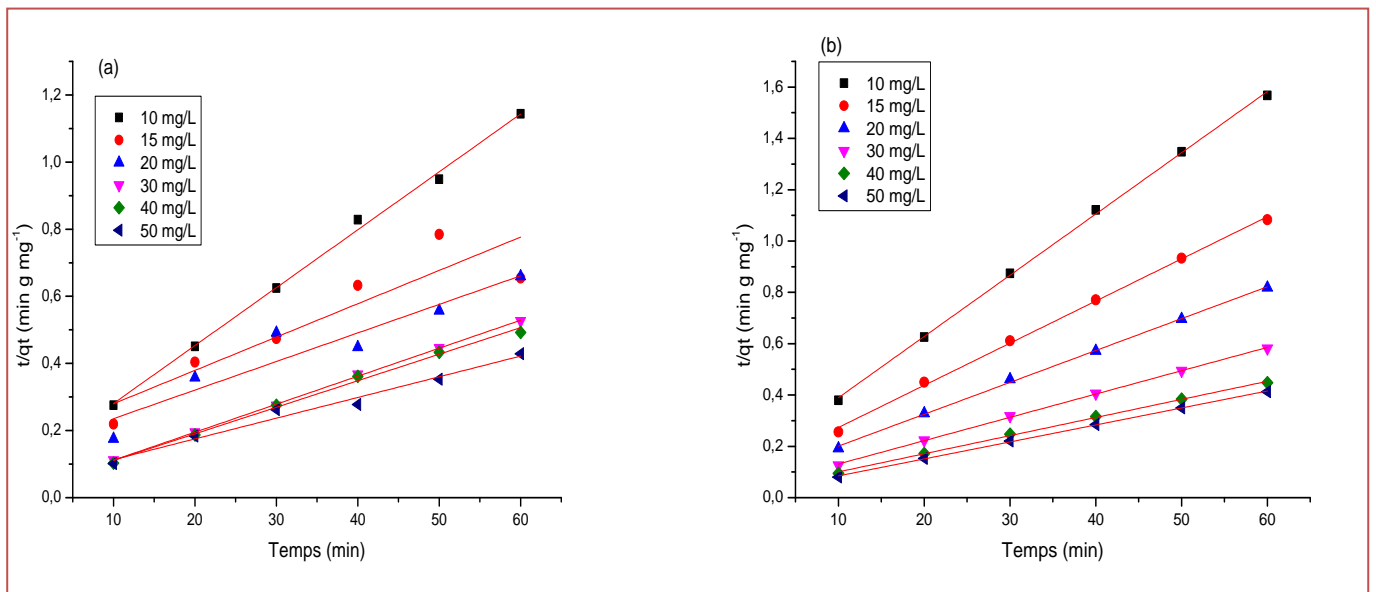 (a)
10 mg/L
15 mg/L
20 mg/L
30 mg/L
40 mg/L
50 mg/L
1,2
1,0
0,8
0,6
0,4
0,2
0,0
t/qt (min g mg⁻¹)
10 20 30 40 50 60
Temps (min)
(b)
10 mg/L
15 mg/L
20 mg/L
30 mg/L
40 mg/L
50 mg/L
1,6
1,4
1,2
1,0
0,8
0,6
0,4
0,2
0,0
t/qt (min g mg⁻¹)
10 20 30 40 50 60
Temps (min)